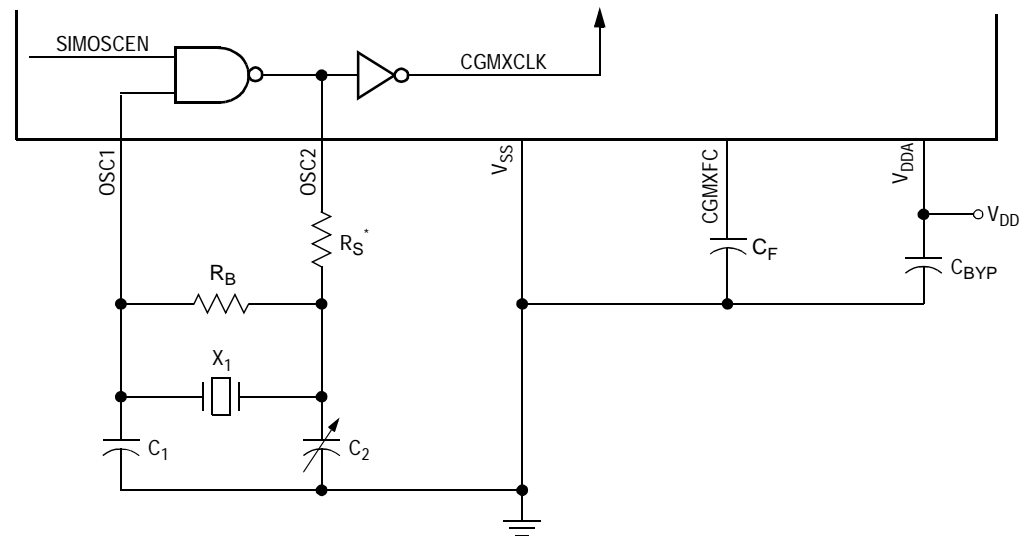 SIMOSCEN
CGMXCLK
OSC1
OSC2
VSS
CGMXFC
VDDA
VDD
RS*
CF
CBYP
RB
X1
C1
C2